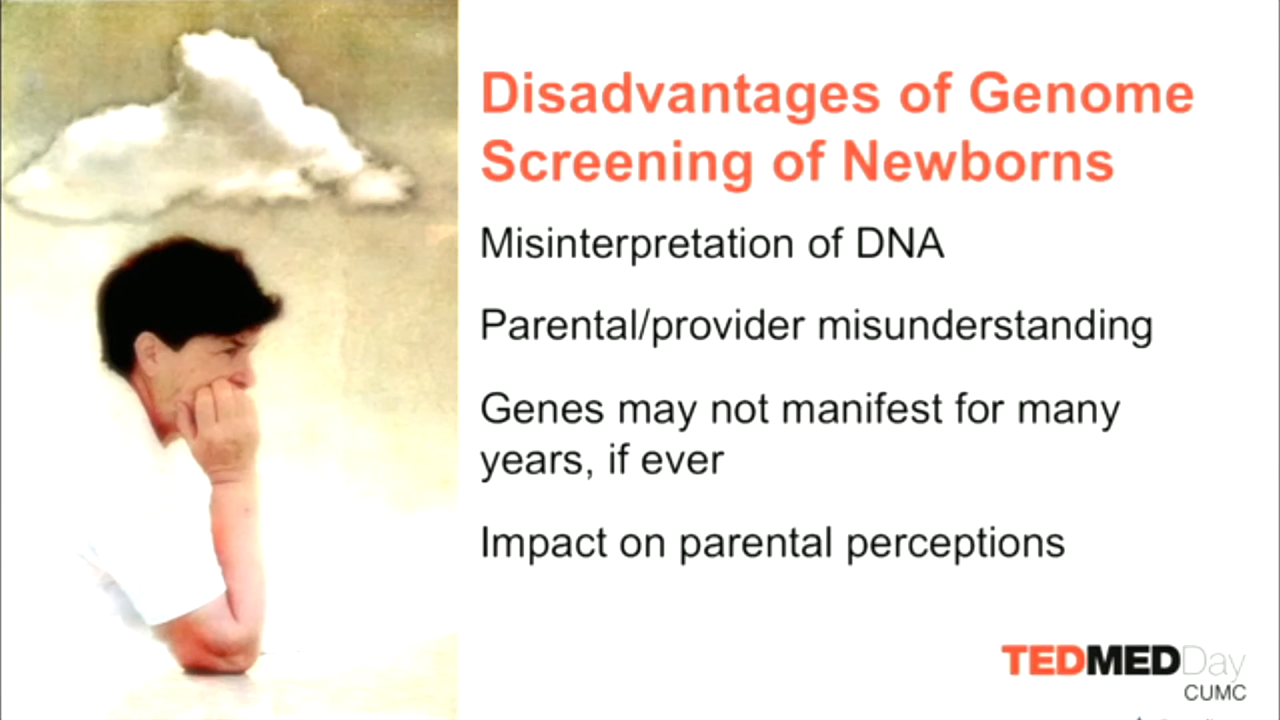 Disadvantages of Genome
Screening of Newborns
Misinterpretation of DNA
Parental/provider misunderstanding
Genes may not manifest for many
years, if ever
Impact on parental perceptions
TEDMEDDay
CUMC